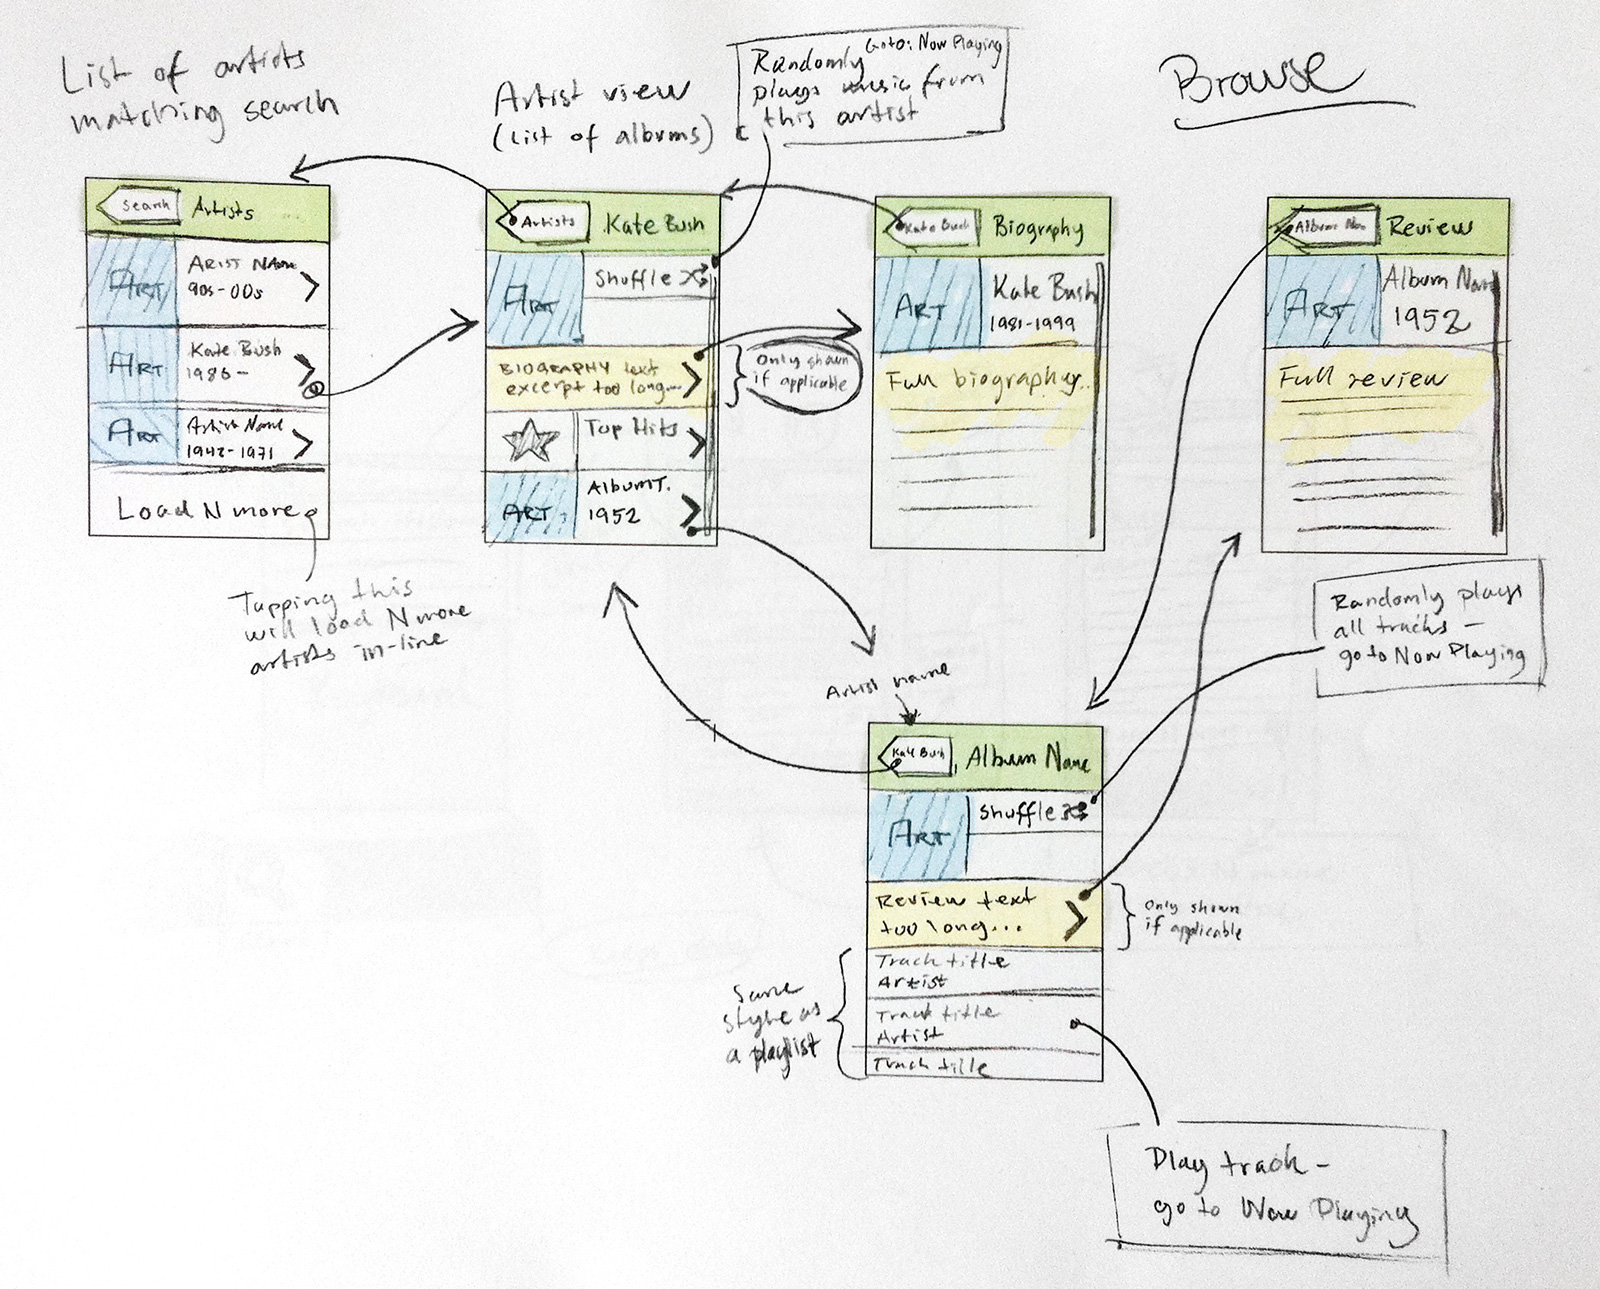 List of artists
matching search
Artist view
(list of albums)
Goto: Now Playing
Randomly
plays music from
this artist
Browse
Search
Artists
ART
ARIST NAme
90s-00s
ART
Kate Bush
1986-
ART
Artist Name
1942-1971
Load N more
Tapping this
will load N more
artists in-line
Artists
Kate Bush
ART
Shuffle
BIOGRAPHY text
excerpt too long...
Only shown
if applicable
Top Hits
ART
AlbumT.
1952
Kate Bush
Biography
ART
Kate Bush
1981-1999
Full biography..
Album Nam
Review
ART
Album Name
1952
Full review
Randomly plays
all tracks -
go to Now Playing
Artist name
Kate Bush
Album Name
ART
Shuffle
Review text
too long...
Only shown
if applicable
Same
style as
a playlist
Track title
Artist
Track title
Artist
Track title
Play track -
go to Now Playing